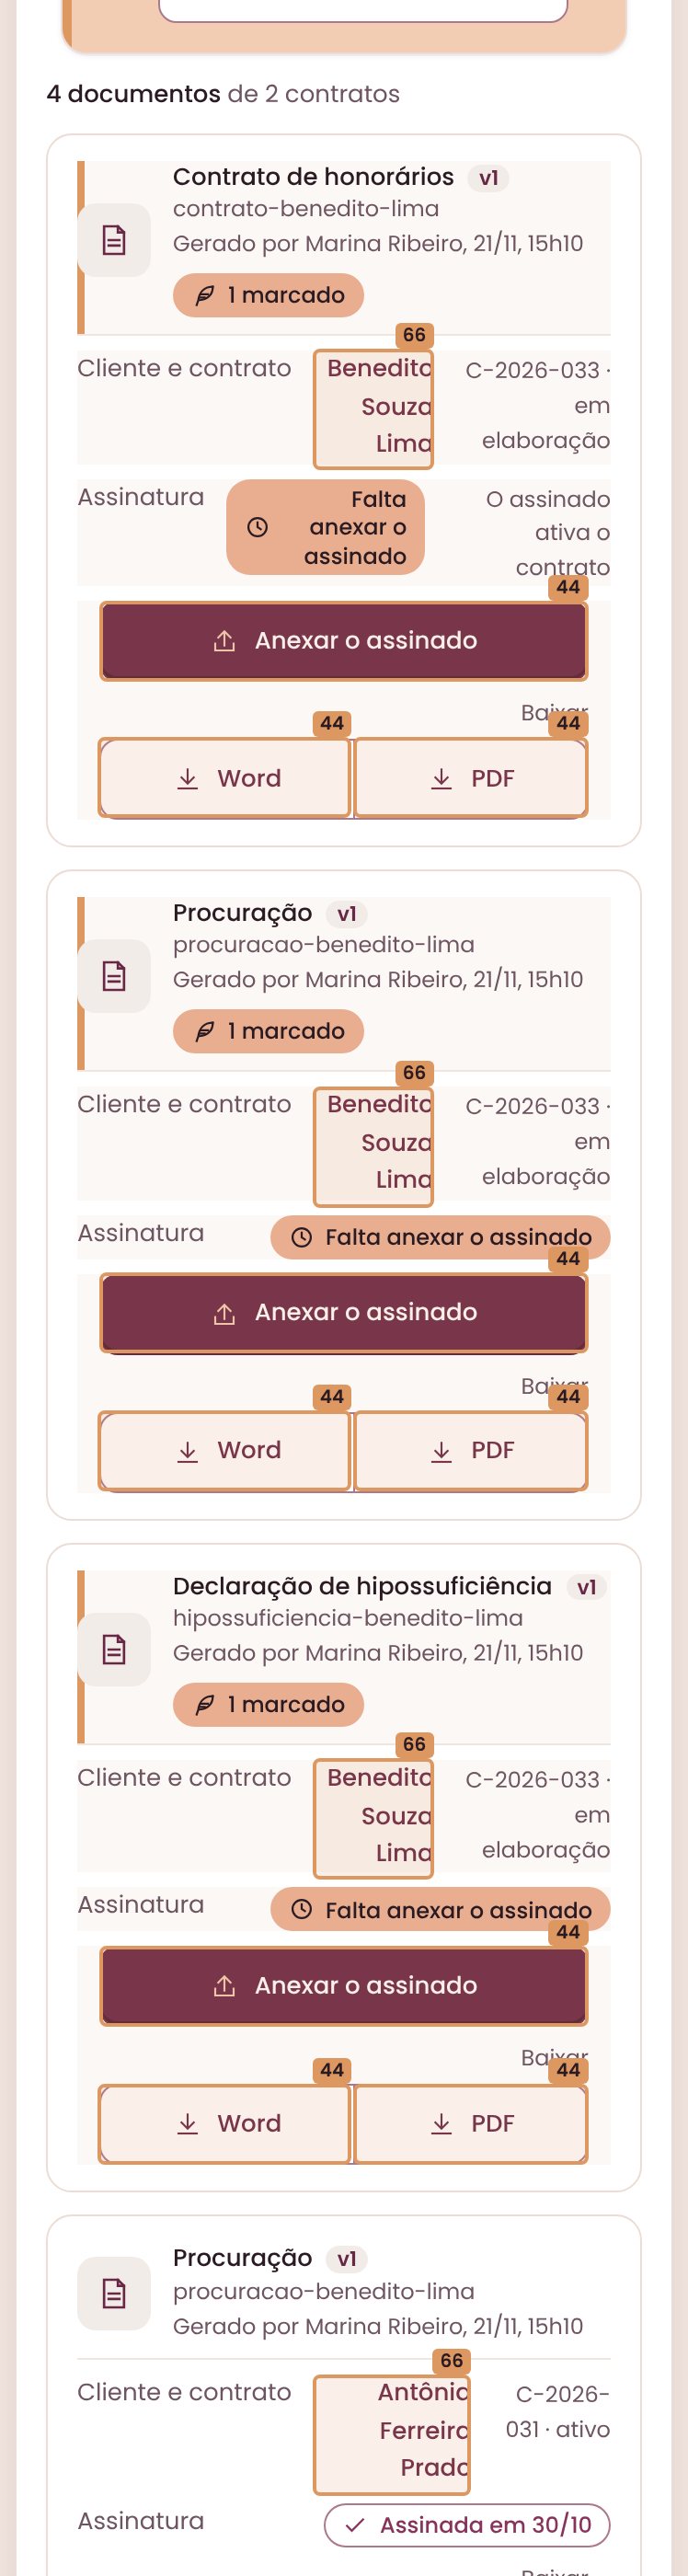 4 documentos de 2 contratos
Contrato de honorários v1
contrato-benedito-lima
Gerado por Marina Ribeiro, 21/11, 15h10
1 marcado
66
Cliente e contrato Benedito Souza Lima C-2026-033 · em elaboração
Assinatura Falta anexar o assinado O assinado ativa o contrato
44
Anexar o assinado
Baixar
44 44
Word PDF
Procuração v1
procuracao-benedito-lima
Gerado por Marina Ribeiro, 21/11, 15h10
1 marcado
66
Cliente e contrato Benedito Souza Lima C-2026-033 · em elaboração
Assinatura Falta anexar o assinado
44
Anexar o assinado
Baixar
44 44
Word PDF
Declaração de hipossuficiência v1
hipossuficiencia-benedito-lima
Gerado por Marina Ribeiro, 21/11, 15h10
1 marcado
66
Cliente e contrato Benedito Souza Lima C-2026-033 · em elaboração
Assinatura Falta anexar o assinado
44
Anexar o assinado
Baixar
44 44
Word PDF
Procuração v1
procuracao-benedito-lima
Gerado por Marina Ribeiro, 21/11, 15h10
66
Cliente e contrato Antônio Ferreira Prado C-2026-031 · ativo
Assinatura Assinada em 30/10